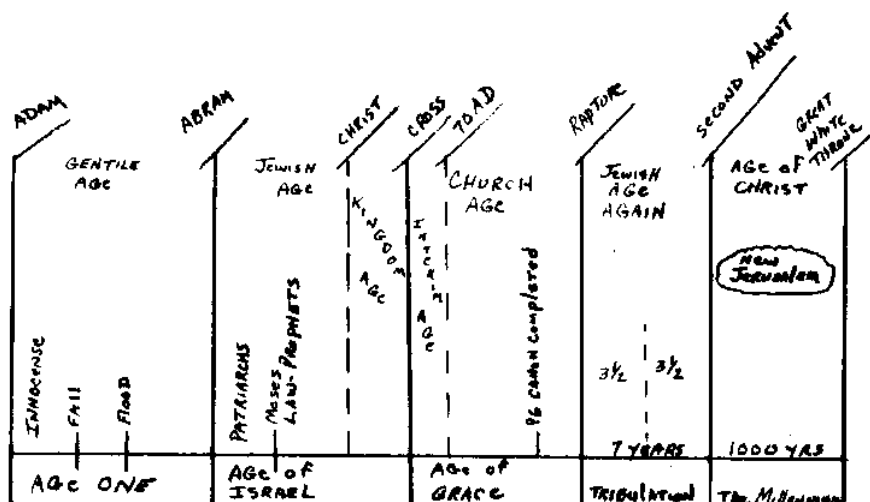 ADAM
ABRAM
CHRIST
CROSS
70 AD
RAPTURE
SECOND ADVENT
GREAT
WHITE
THRONE
GENTILE
AGE
JEWISH
AGE
KINGDOM
AGE
INTERIM
AGE
CHURCH
AGE
JEWISH
AGE
AGAIN
AGE OF
CHRIST
NEW
JERUSALEM
INNOCENSE
FALL
FLOOD
PATRIARCHS
MOSES
LAW-PROPHETS
96 CANON COMPLETED
3½
3½
7 YEARS
1000 YRS
AGE ONE
AGE OF
ISRAEL
AGE OF
GRACE
TRIBULATION
THE MILLENNIUM